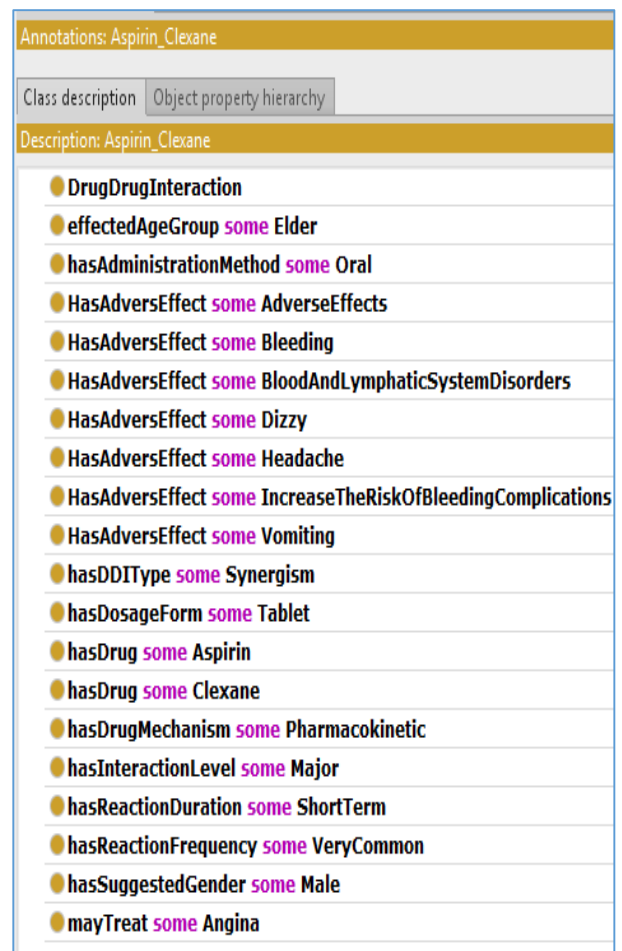 Annotations: Aspirin_Clexane
Class description Object property hierarchy
Description: Aspirin_Clexane
DrugDrugInteraction
effectedAgeGroup some Elder
hasAdministrationMethod some Oral
HasAdversEffect some AdverseEffects
HasAdversEffect some Bleeding
HasAdversEffect some BloodAndLymphaticSystemDisorders
HasAdversEffect some Dizzy
HasAdversEffect some Headache
HasAdversEffect some IncreaseTheRiskOfBleedingComplications
HasAdversEffect some Vomiting
hasDDIType some Synergism
hasDosageForm some Tablet
hasDrug some Aspirin
hasDrug some Clexane
hasDrugMechanism some Pharmacokinetic
hasInteractionLevel some Major
hasReactionDuration some ShortTerm
hasReactionFrequency some VeryCommon
hasSuggestedGender some Male
mayTreat some Angina